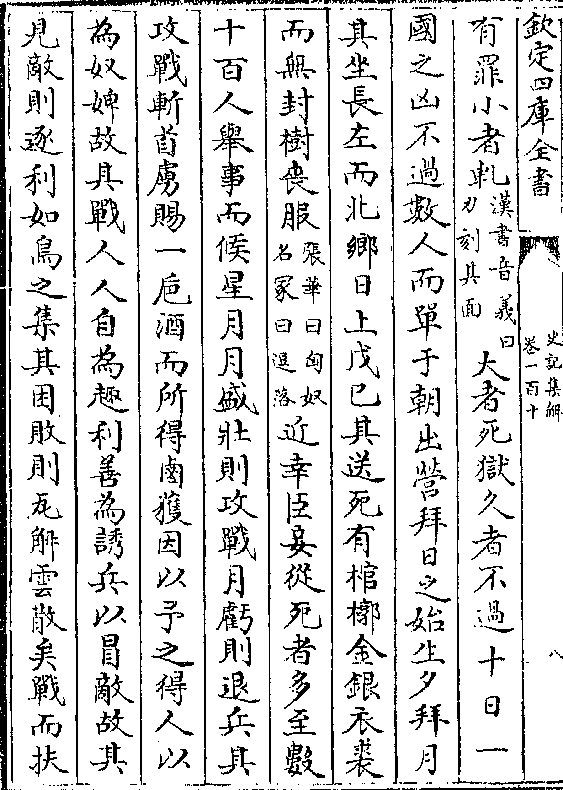 欽定四庫全書
史記集解
卷一百十
八
有罪小者軋漢書音義曰刃刻其面大者死獄久者不過十日一
國之凶不過數人而單于朝出營拜日之始生夕拜月
其坐長左而北鄉日上戊己其送死有棺槨金銀衣裘
而無封樹喪服張華曰匈奴名冢曰逗落近幸臣妾從死者多至數
十百人舉事而候星月月盛壯則攻戰月虧則退兵其
攻戰斬首虜賜一巵酒而所得鹵獲因以予之得人以
為奴婢故其戰人人自為趣利善為誘兵以冒敵故其
見敵則逐利如鳥之集其困敗則瓦解雲散矣戰而扶